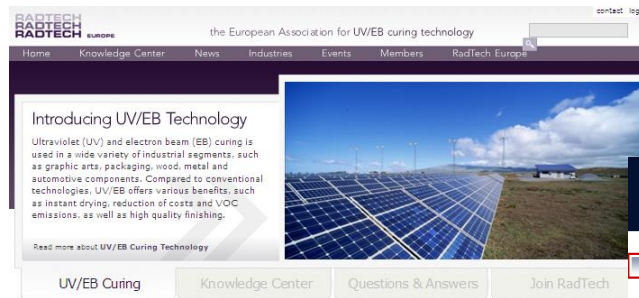 contact log
RADTECH
RADTECH
RADTECH EUROPE
the European Association for UV/EB curing technology
Home Knowledge Center News Industries Events Members RadTech Europe
Introducing UV/EB Technology
Ultraviolet (UV) and electron beam (EB) curing is
used in a wide variety of industrial segments, such
as graphic arts, packaging, wood, metal and
automotive components. Compared to conventional
technologies, UV/EB offers various benefits, such
as instant drying, reduction of costs and VOC
emissions, as well as high quality finishing.
Read more about UV/EB Curing Technology
UV/EB Curing Knowledge Center Questions & Answers Join RadTech